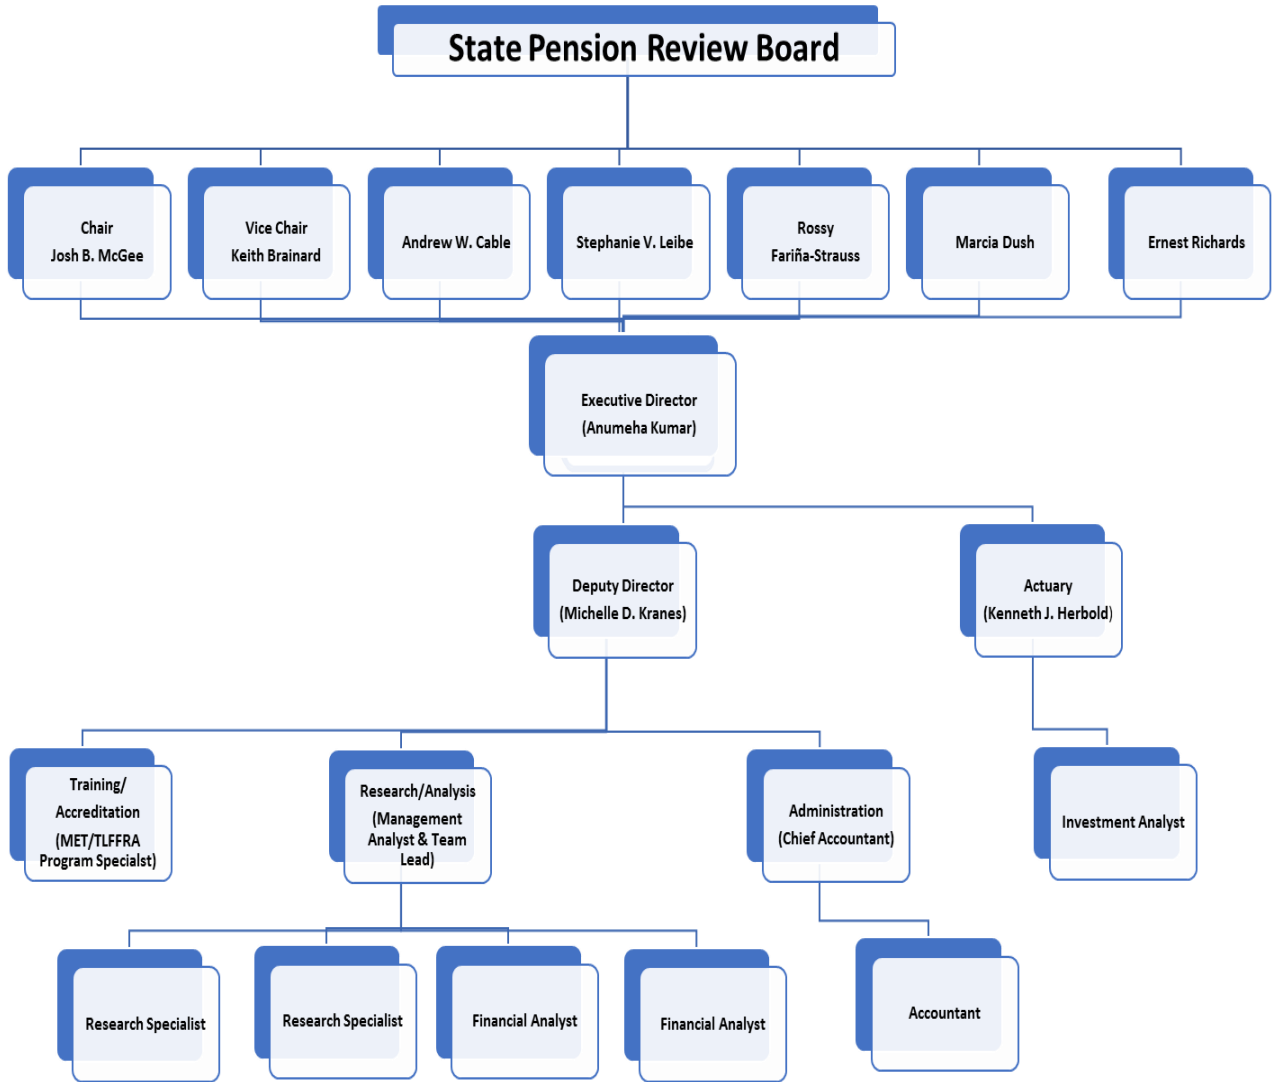 State Pension Review Board
Chair
Josh B. McGee
Vice Chair
Keith Brainard
Andrew W. Cable
Stephanie V. Leibe
Rossy
Fariña-Strauss
Marcia Dush
Ernest Richards
Executive Director
(Anumeha Kumar)
Deputy Director
(Michelle D. Kranes)
Actuary
(Kenneth J. Herbold)
Training/
Accreditation
(MET/TLFFRA
Program Specialst)
Research/Analysis
(Management
Analyst & Team
Lead)
Administration
(Chief Accountant)
Investment Analyst
Research Specialist
Research Specialist
Financial Analyst
Financial Analyst
Accountant